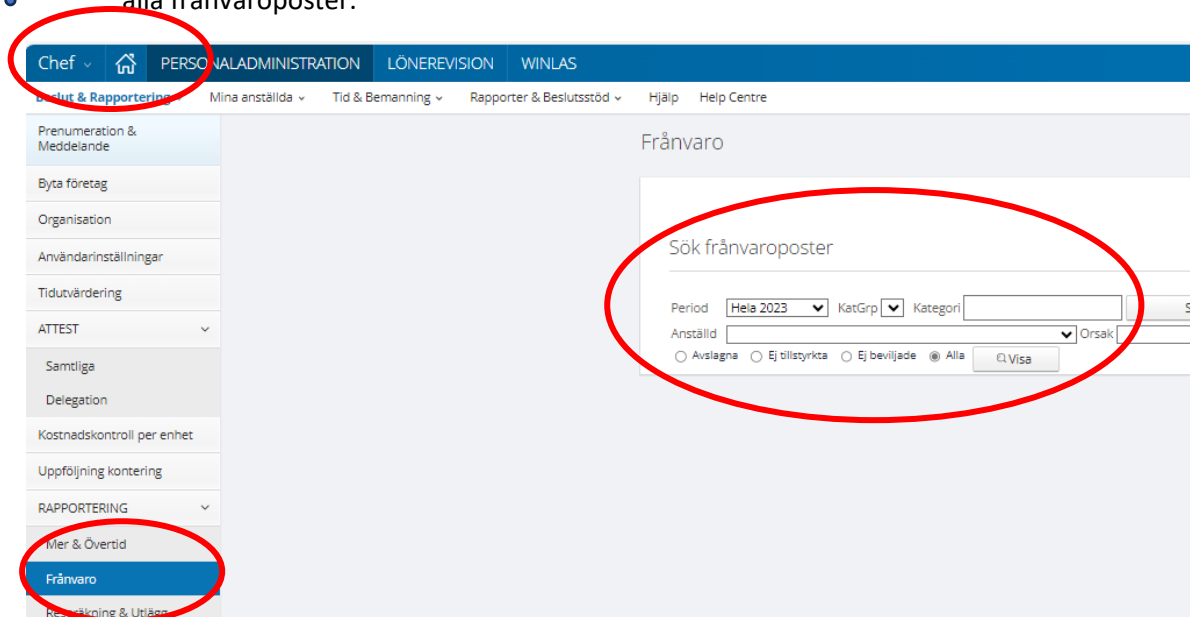 alla frånvaroposter.
Chef PERSONALADMINISTRATION LÖNEREVISION WINLAS
Beslut & Rapportering Mina anställda Tid & Bemanning Rapporter & Beslutsstöd Hjälp Help Centre
Prenumeration &
Meddelande
Byta företag
Organisation
Användarinställningar
Tidutvärdering
ATTEST
Samtliga
Delegation
Kostnadskontroll per enhet
Uppföljning kontering
RAPPORTERING
Mer & Övertid
Frånvaro
Reseräkning & Utlägg
Frånvaro
Sök frånvaroposter
Period Hela 2023 KatGrp Kategori S
Anställd Orsak
Avslagna Ej tillstyrkta Ej beviljade Alla Visa